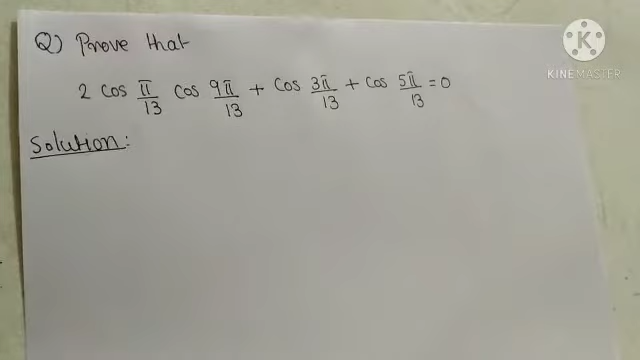 Q) Prove that
2 cos π/13 cos 9π/13 + cos 3π/13 + cos 5π/13 = 0
Solution:
KINEMASTER